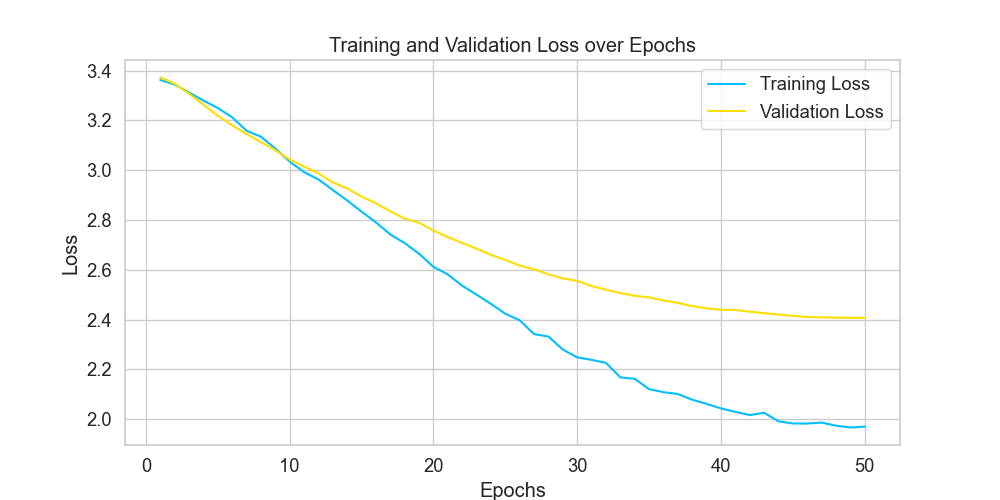 Training and Validation Loss over Epochs
Training Loss
Validation Loss
Loss
3.4
3.2
3.0
2.8
2.6
2.4
2.2
2.0
0 10 20 30 40 50
Epochs